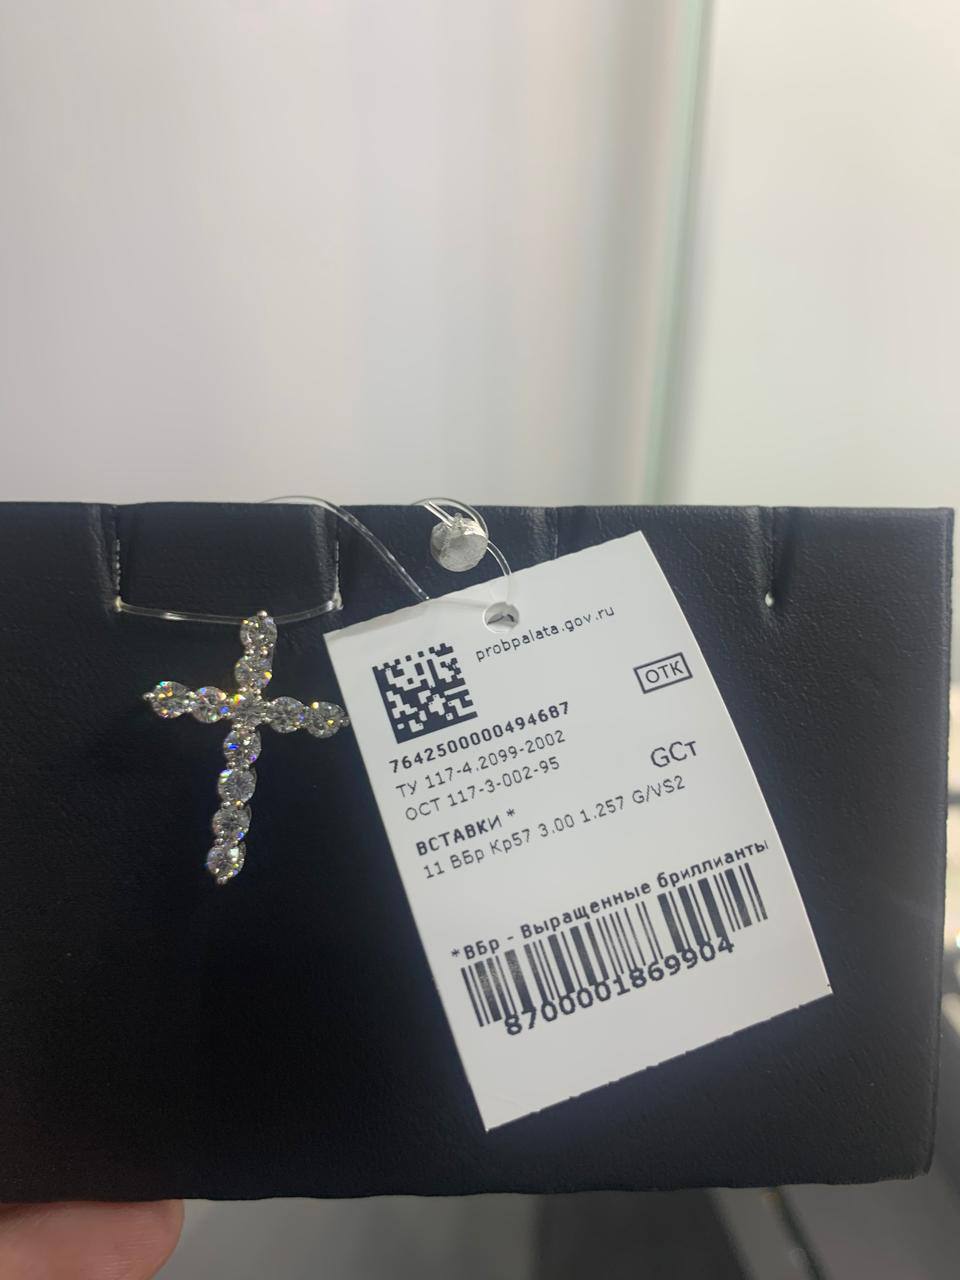 probpalata.gov.ru
ОТК
7642500000494687
ТУ 117-4.2099-2002
ОСТ 117-3-002-95
GСт
ВСТАВКИ *
11 ВБр Кр57 3.00 1.257 G/VS2
*ВБр - Выращенные бриллианты
8700001869904